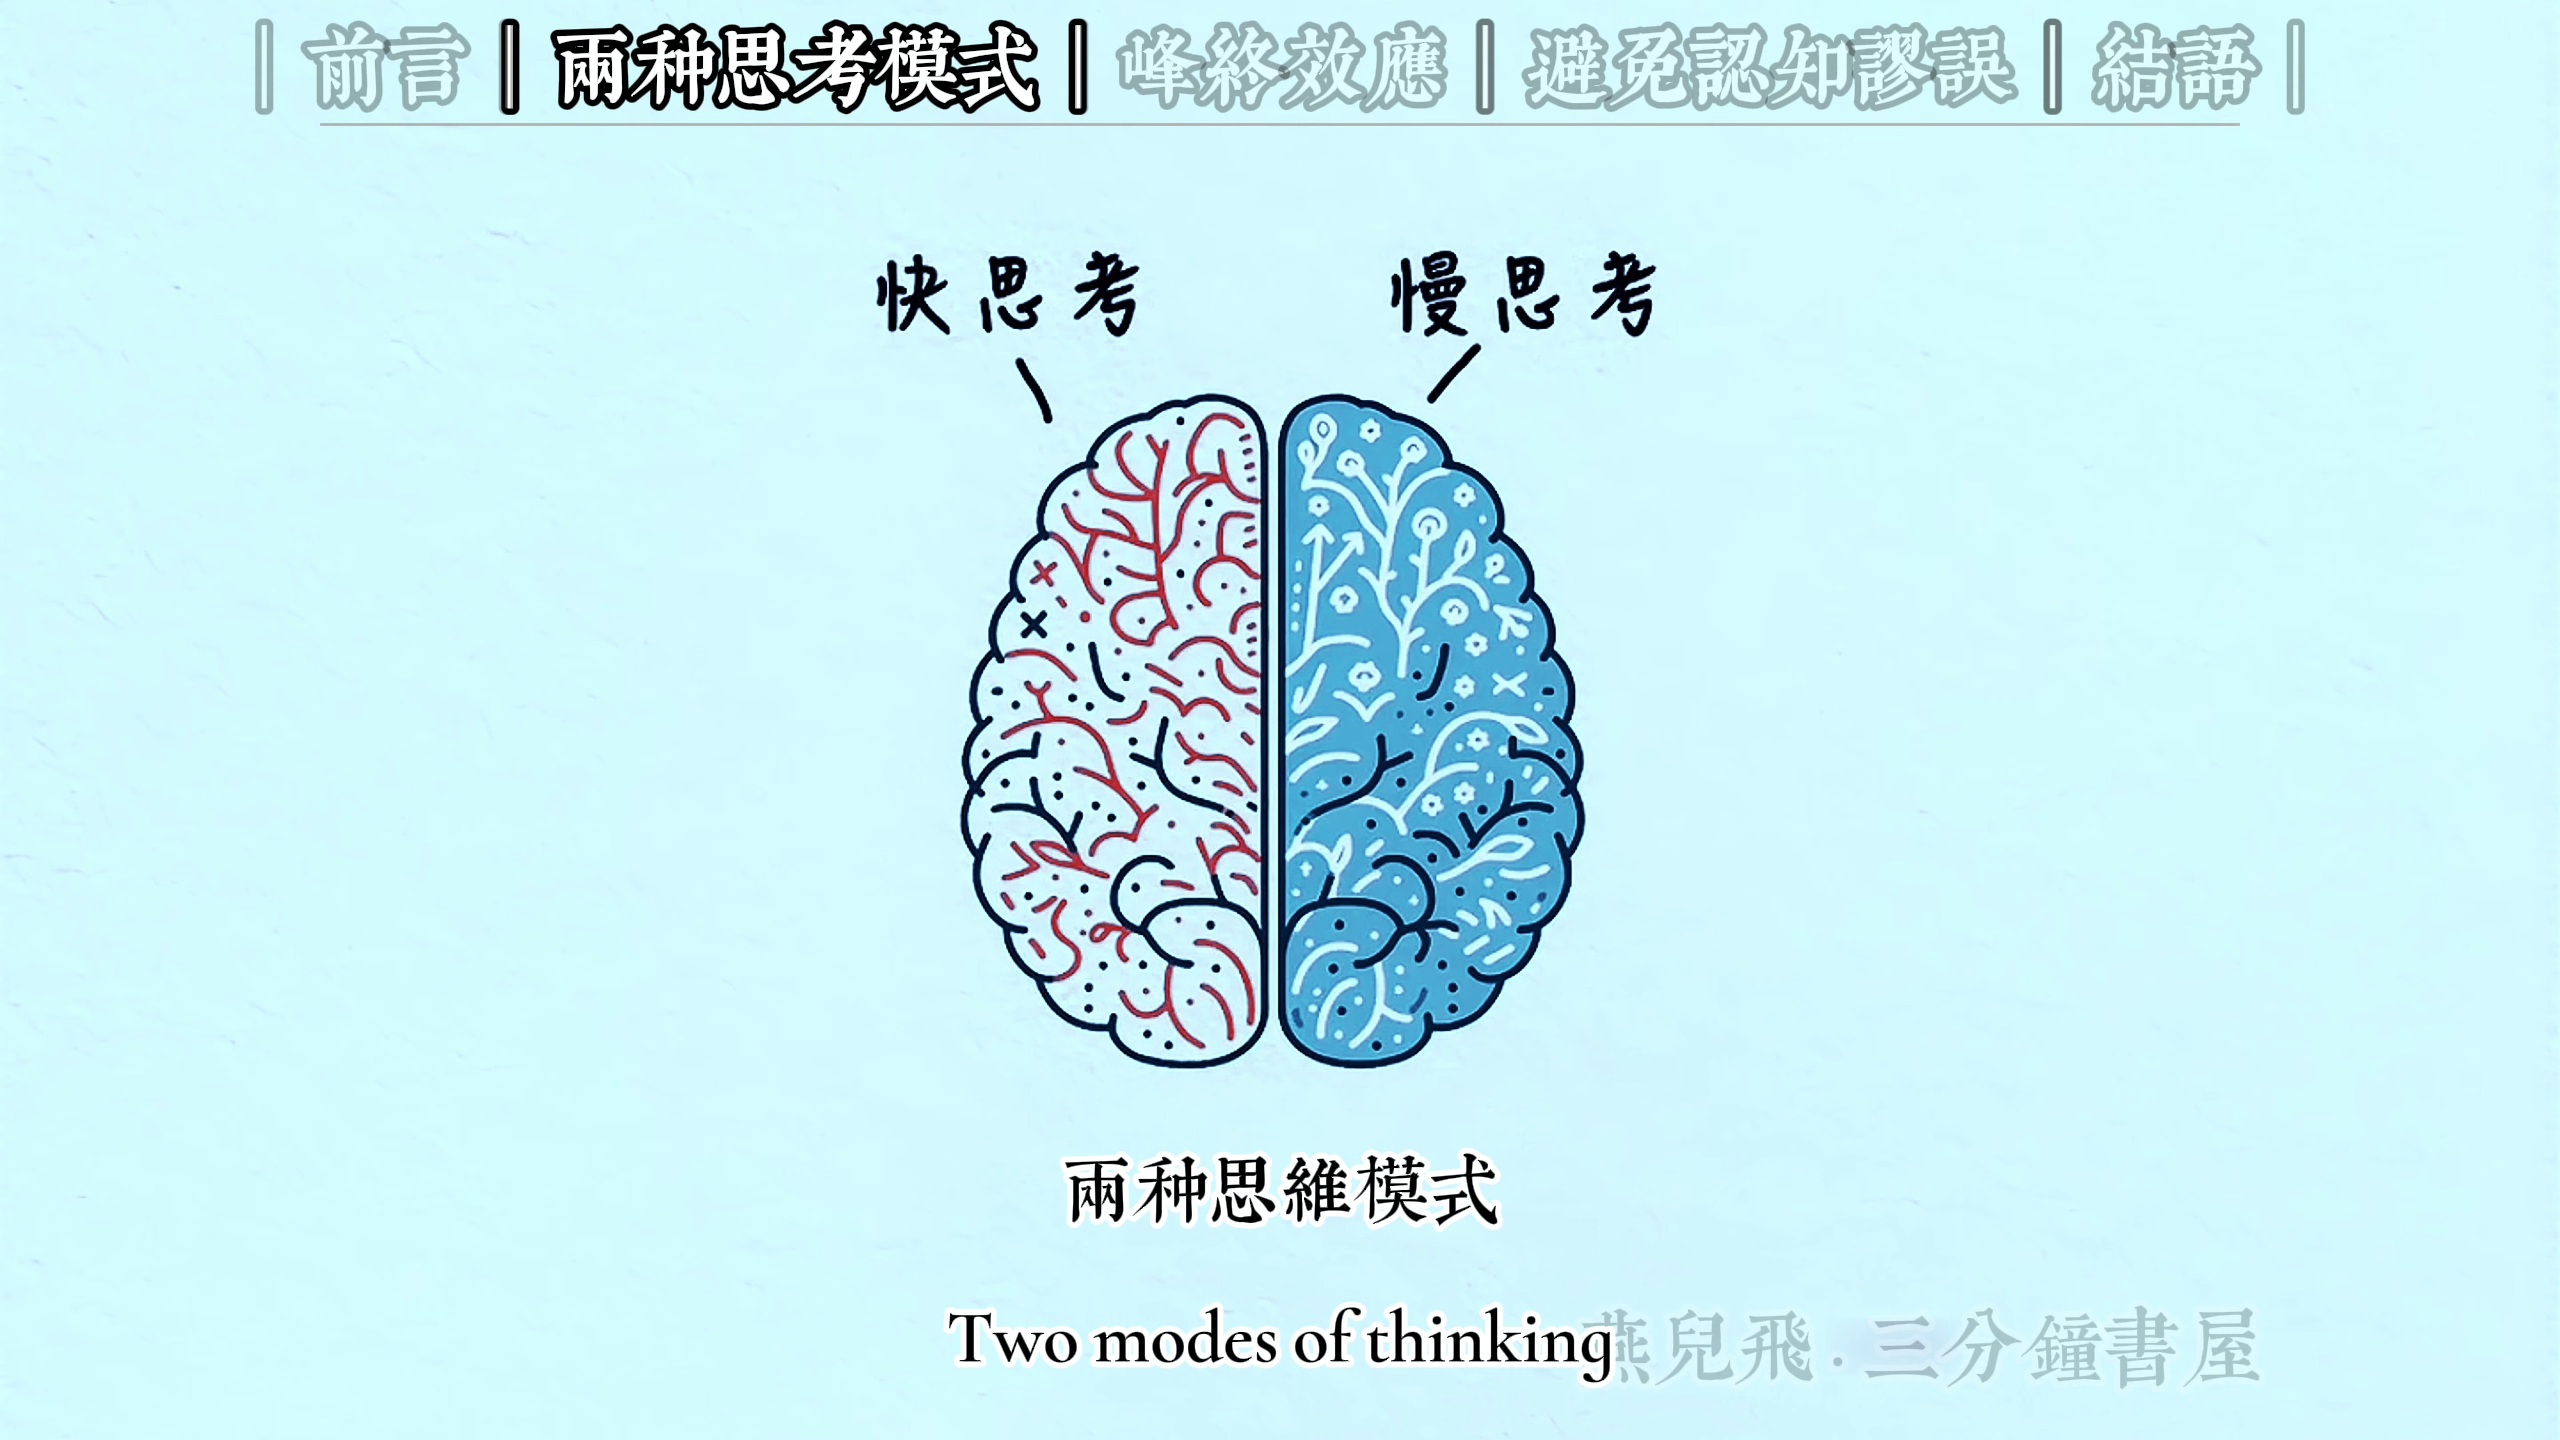 | 前言 | 兩种思考模式 | 峰終效應 | 避免認知謬誤 | 結語 |
快思考 慢思考
兩种思維模式
Two modes of thinking
燕兒飛.三分鐘書屋